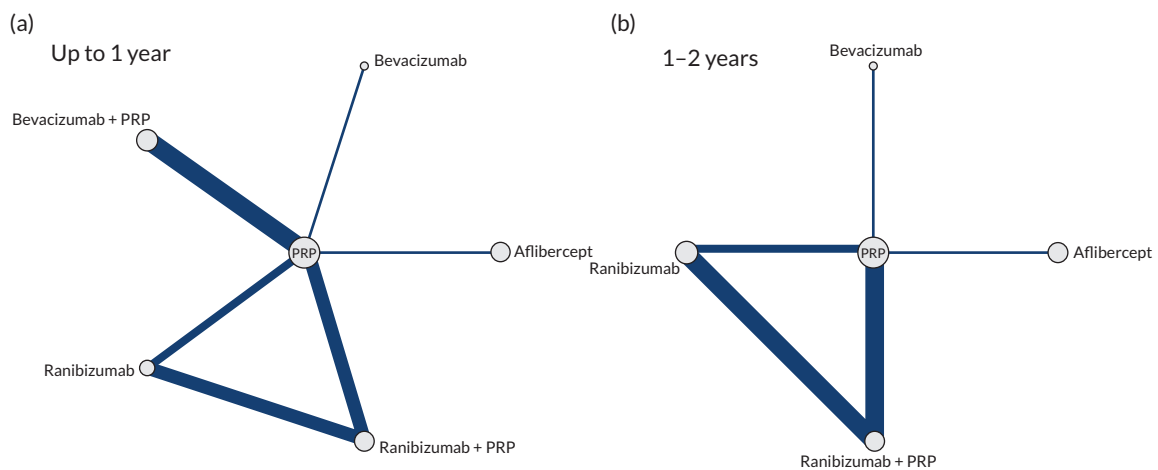 (a)
Up to 1 year
Bevacizumab
Bevacizumab + PRP
PRP
Aflibercept
Ranibizumab
Ranibizumab + PRP
(b)
1–2 years
Bevacizumab
PRP
Aflibercept
Ranibizumab
Ranibizumab + PRP